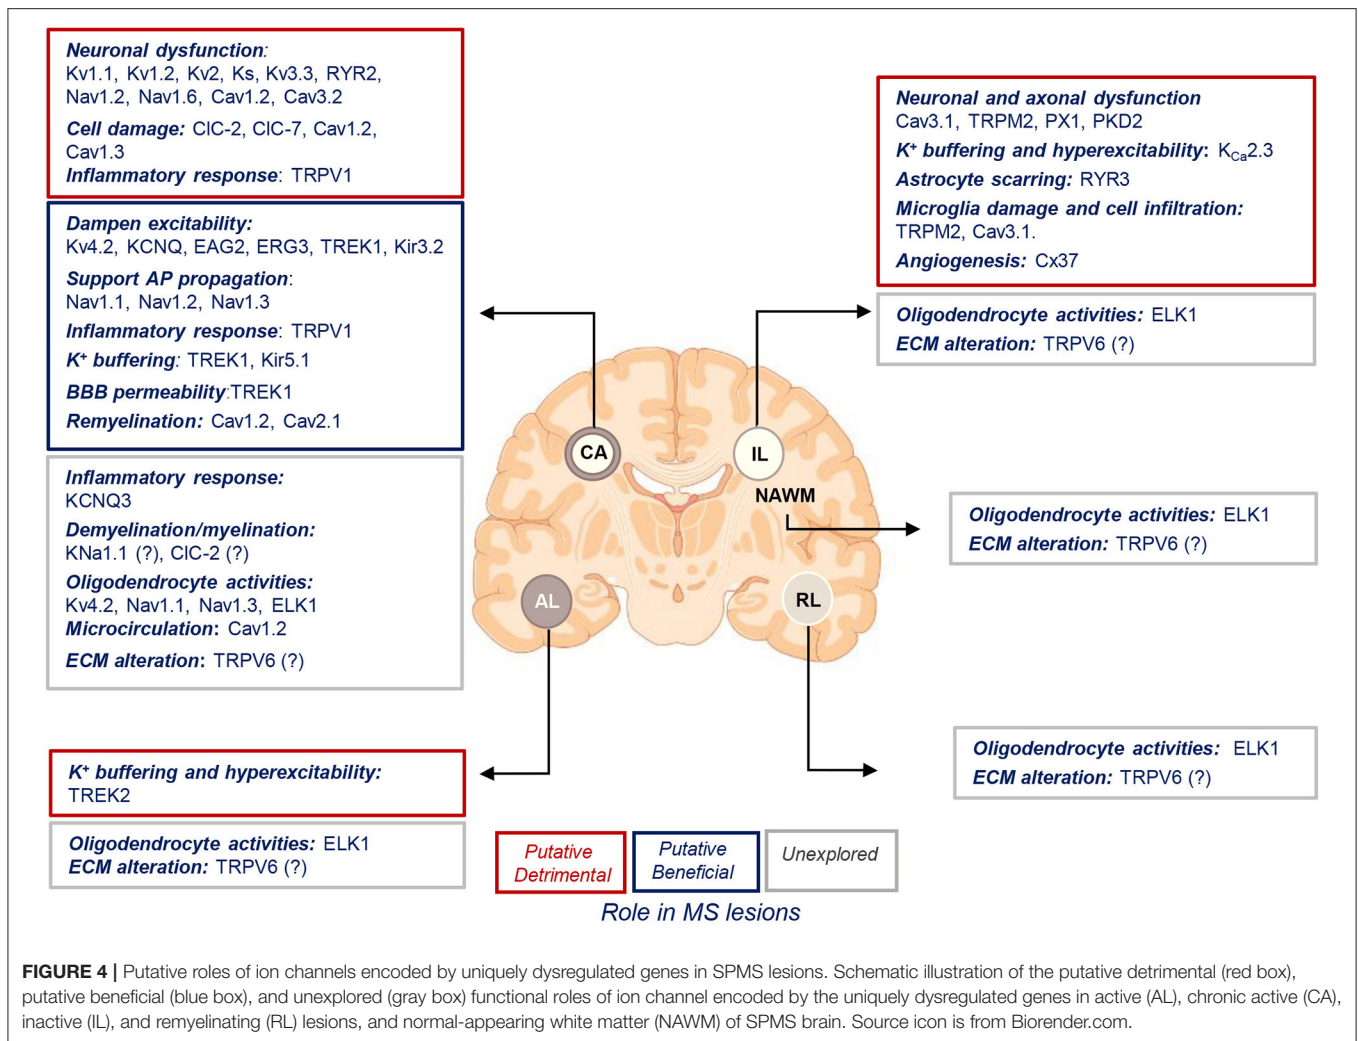 Neuronal dysfunction:
Kv1.1, Kv1.2, Kv2, Ks, Kv3.3, RYR2,
Nav1.2, Nav1.6, Cav1.2, Cav3.2
Cell damage: ClC-2, ClC-7, Cav1.2,
Cav1.3
Inflammatory response: TRPV1
Dampen excitability:
Kv4.2, KCNQ, EAG2, ERG3, TREK1, Kir3.2
Support AP propagation:
Nav1.1, Nav1.2, Nav1.3
Inflammatory response: TRPV1
K⁺ buffering: TREK1, Kir5.1
BBB permeability:TREK1
Remyelination: Cav1.2, Cav2.1
Inflammatory response:
KCNQ3
Demyelination/myelination:
KNa1.1 (?), ClC-2 (?)
Oligodendrocyte activities:
Kv4.2, Nav1.1, Nav1.3, ELK1
Microcirculation: Cav1.2
ECM alteration: TRPV6 (?)
K⁺ buffering and hyperexcitability:
TREK2
Oligodendrocyte activities: ELK1
ECM alteration: TRPV6 (?)
CA
IL
NAWM
AL
RL
Neuronal and axonal dysfunction
Cav3.1, TRPM2, PX1, PKD2
K⁺ buffering and hyperexcitability: KCa2.3
Astrocyte scarring: RYR3
Microglia damage and cell infiltration:
TRPM2, Cav3.1.
Angiogenesis: Cx37
Oligodendrocyte activities: ELK1
ECM alteration: TRPV6 (?)
Oligodendrocyte activities: ELK1
ECM alteration: TRPV6 (?)
Oligodendrocyte activities: ELK1
ECM alteration: TRPV6 (?)
Putative
Detrimental
Putative
Beneficial
Unexplored
Role in MS lesions
FIGURE 4 | Putative roles of ion channels encoded by uniquely dysregulated genes in SPMS lesions. Schematic illustration of the putative detrimental (red box),
putative beneficial (blue box), and unexplored (gray box) functional roles of ion channel encoded by the uniquely dysregulated genes in active (AL), chronic active (CA),
inactive (IL), and remyelinating (RL) lesions, and normal-appearing white matter (NAWM) of SPMS brain. Source icon is from Biorender.com.